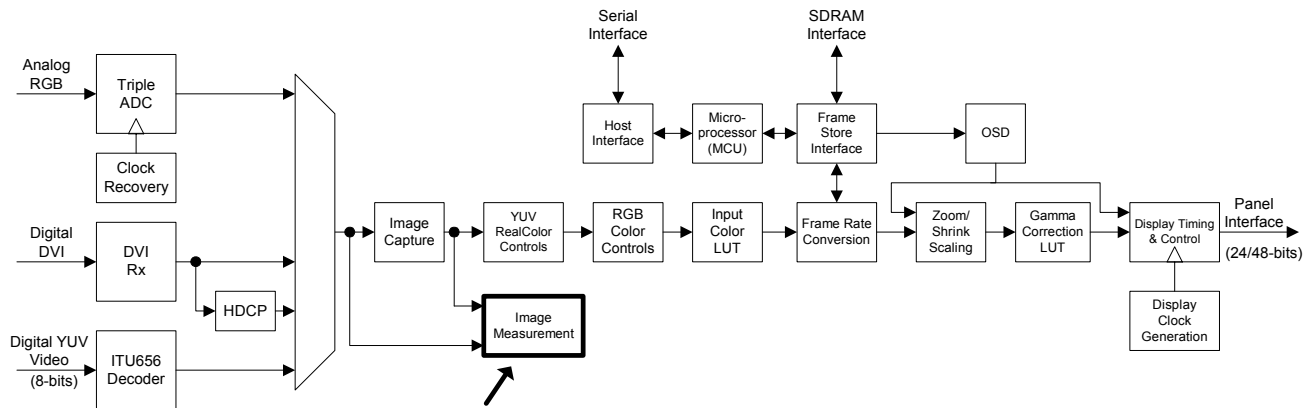 Serial
Interface
SDRAM
Interface
Analog
RGB
Triple
ADC
Clock
Recovery
Host
Interface
Micro-
processor
(MCU)
Frame
Store
Interface
OSD
Digital
DVI
DVI
Rx
HDCP
Image
Capture
YUV
RealColor
Controls
RGB
Color
Controls
Input
Color
LUT
Frame Rate
Conversion
Zoom/
Shrink
Scaling
Gamma
Correction
LUT
Display Timing
& Control
Panel
Interface
(24/48-bits)
Image
Measurement
Display
Clock
Generation
Digital YUV
Video
(8-bits)
ITU656
Decoder